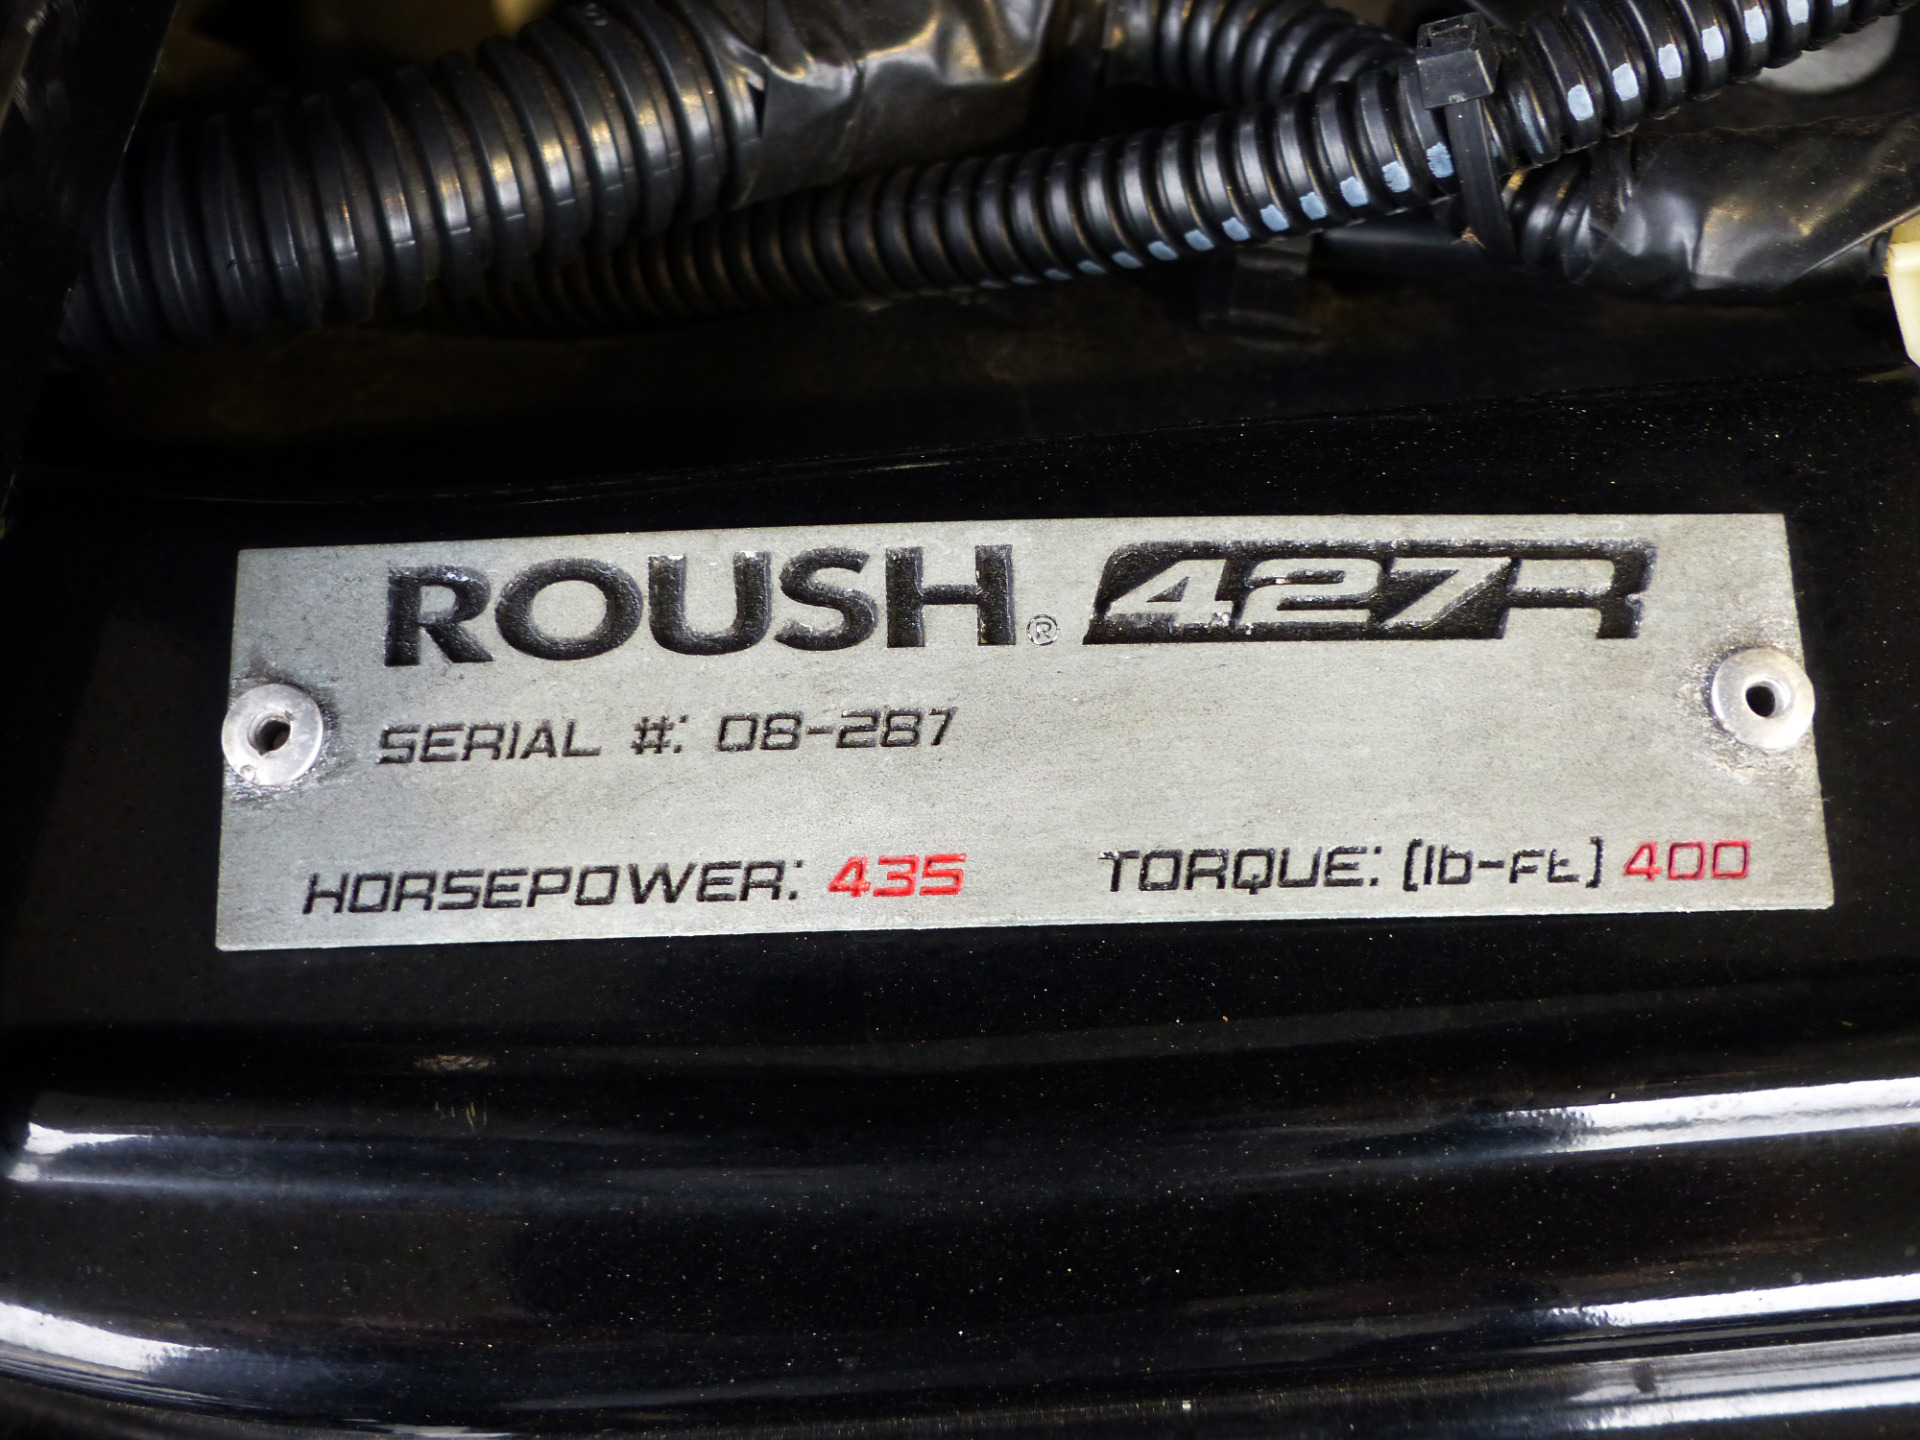 ROUSH® 427R
SERIAL #: 08-287
HORSEPOWER: 435 TORQUE: [lb-Ft] 400